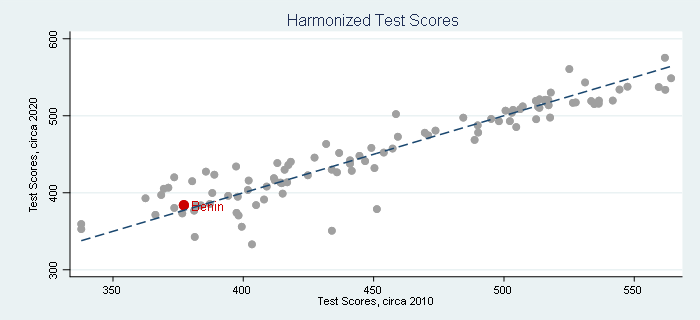 Harmonized Test Scores
Test Scores, circa 2020
600
500
400
300
Benin
350
400
450
500
550
Test Scores, circa 2010